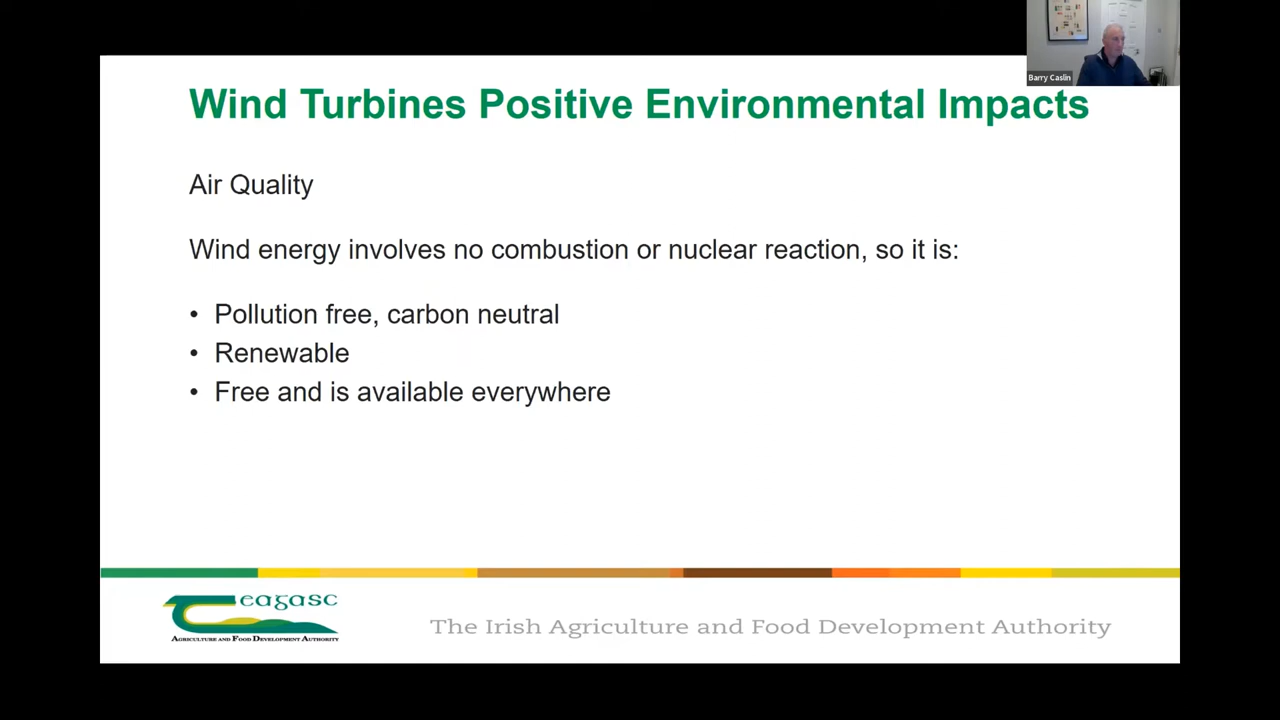 Barry Caslin
Wind Turbines Positive Environmental Impacts
Air Quality
Wind energy involves no combustion or nuclear reaction, so it is:
• Pollution free, carbon neutral
• Renewable
• Free and is available everywhere
Teagasc
AGRICULTURE AND FOOD DEVELOPMENT AUTHORITY
The Irish Agriculture and Food Development Authority